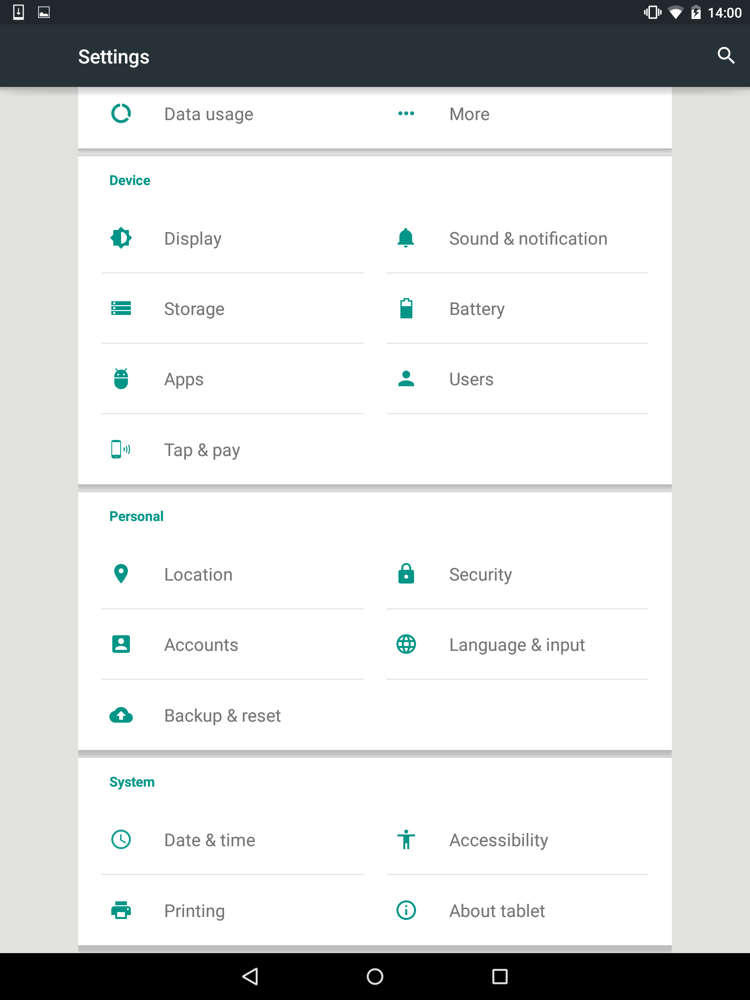 14:00
Settings
Data usage
More
Device
Display
Sound & notification
Storage
Battery
Apps
Users
Tap & pay
Personal
Location
Security
Accounts
Language & input
Backup & reset
System
Date & time
Accessibility
Printing
About tablet